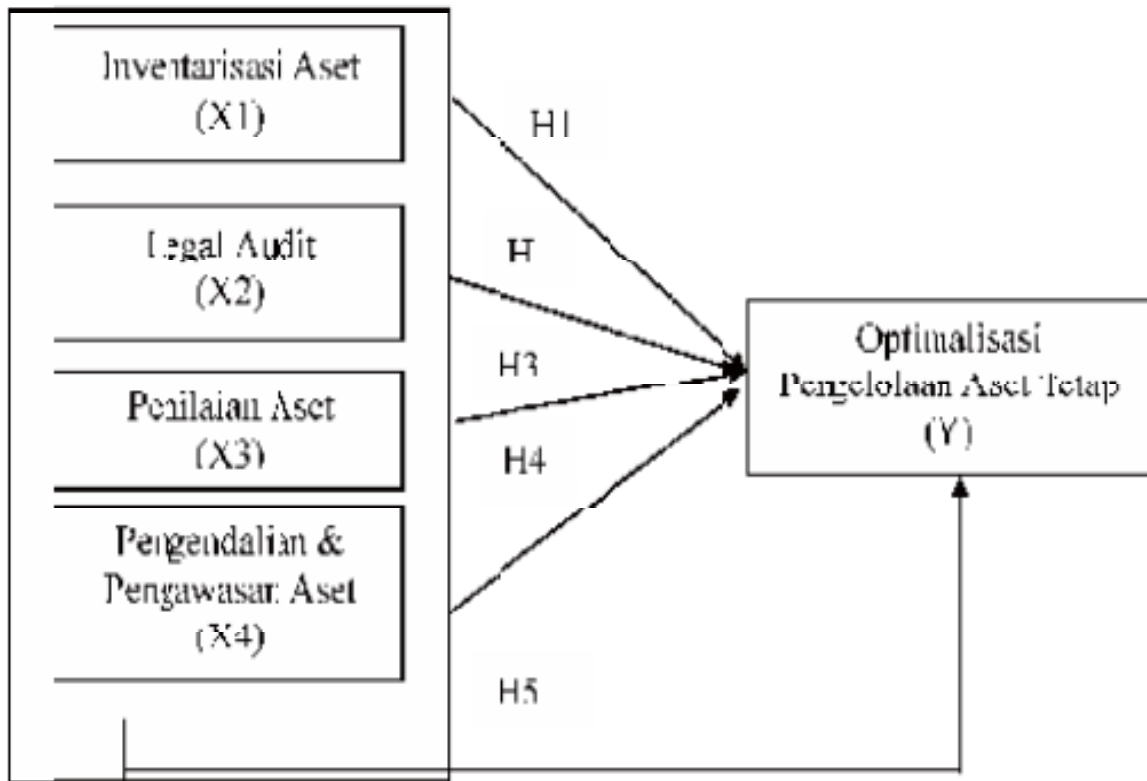 Inventarisasi Aset
(X1)
H1
Legal Audit
(X2)
H
Penilaian Aset
(X3)
H3
H4
Pengendalian &
Pengawasan Aset
(X4)
H5
Optimalisasi
Pengelolaan Aset Tetap
(Y)